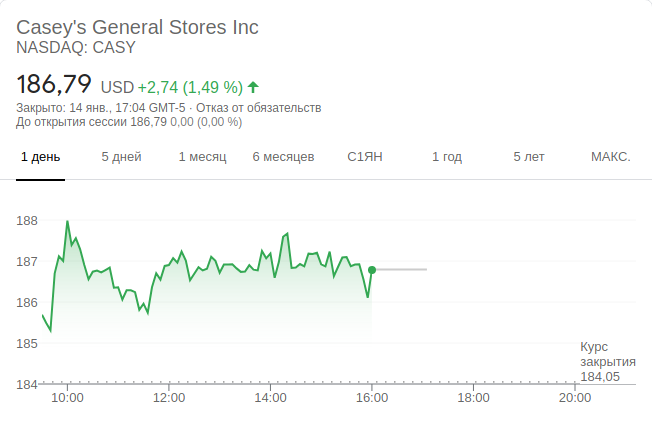 Casey's General Stores Inc
NASDAQ: CASY
186,79 USD +2,74 (1,49 %)
Закрыто: 14 янв., 17:04 GMT-5 · Отказ от обязательств
До открытия сессии 186,79 0,00 (0,00 %)
1 день 5 дней 1 месяц 6 месяцев С1ЯН 1 год 5 лет МАКС.
188
187
186
185
Курс
закрытия
184,05
184
10:00 12:00 14:00 16:00 18:00 20:00